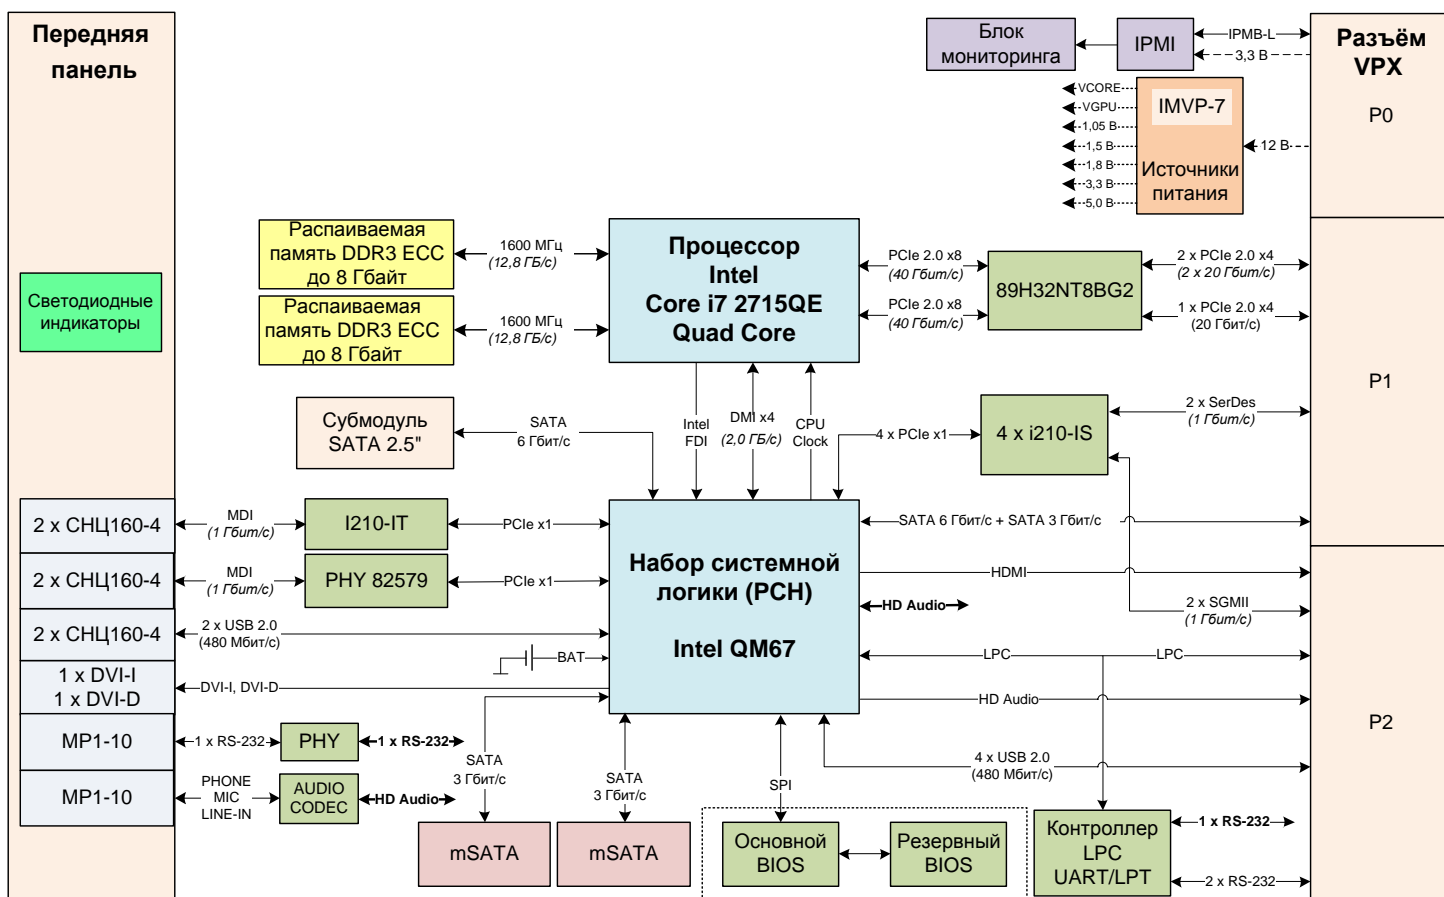 Передняя
панель
Светодиодные
индикаторы
2 x СНЦ160-4
2 x СНЦ160-4
2 x СНЦ160-4
1 x DVI-I
1 x DVI-D
МР1-10
МР1-10
Блок
мониторинга
IPMI
IPMB-L
3,3 В
Разъём
VPX
P0
VCORE
VGPU
1,05 В
1,5 В
1,8 В
3,3 В
5,0 В
IMVP-7
Источники
питания
12 В
Распаиваемая
память DDR3 ECC
до 8 Гбайт
1600 МГц
(12,8 ГБ/с)
Распаиваемая
память DDR3 ECC
до 8 Гбайт
1600 МГц
(12,8 ГБ/с)
Процессор
Intel
Core i7 2715QE
Quad Core
PCIe 2.0 x8
(40 Гбит/с)
PCIe 2.0 x8
(40 Гбит/с)
89H32NT8BG2
2 x PCIe 2.0 x4
(2 x 20 Гбит/с)
1 x PCIe 2.0 x4
(20 Гбит/с)
P1
Субмодуль
SATA 2.5"
SATA
6 Гбит/с
Intel
FDI
DMI x4
(2,0 ГБ/с)
CPU
Clock
4 x PCIe x1
4 x i210-IS
2 x SerDes
(1 Гбит/с)
MDI
(1 Гбит/с)
I210-IT
PCIe x1
MDI
(1 Гбит/с)
PHY 82579
PCIe x1
2 x USB 2.0
(480 Мбит/с)
BAT
DVI-I, DVI-D
Набор системной
логики (PCH)
Intel QM67
SATA 6 Гбит/с + SATA 3 Гбит/с
HDMI
HD Audio
2 x SGMII
(1 Гбит/с)
LPC
LPC
HD Audio
P2
1 x RS-232
PHY
1 x RS-232
PHONE
MIC
LINE-IN
AUDIO
CODEC
HD Audio
SATA
3 Гбит/с
SATA
3 Гбит/с
SPI
4 x USB 2.0
(480 Мбит/с)
mSATA
mSATA
Основной
BIOS
Резервный
BIOS
Контроллер
LPC
UART/LPT
1 x RS-232
2 x RS-232